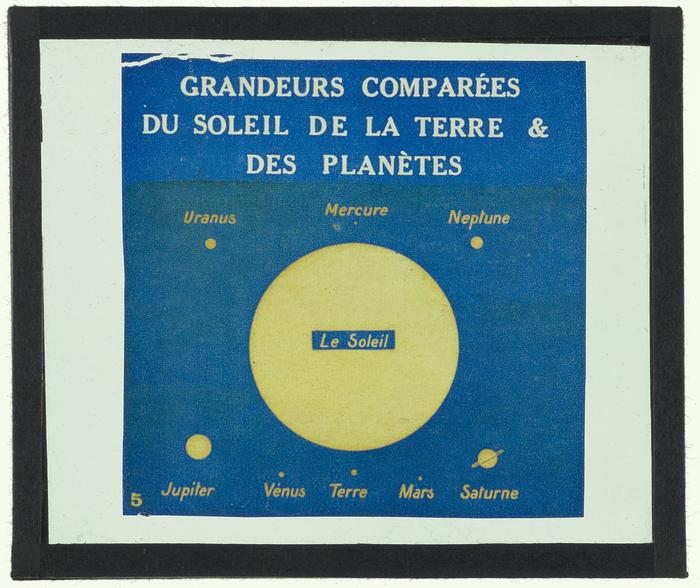 GRANDEURS COMPARÉES
DU SOLEIL DE LA TERRE &
DES PLANÈTES
Uranus
Mercure
Neptune
Le Soleil
Jupiter
Vénus
Terre
Mars
Saturne
5